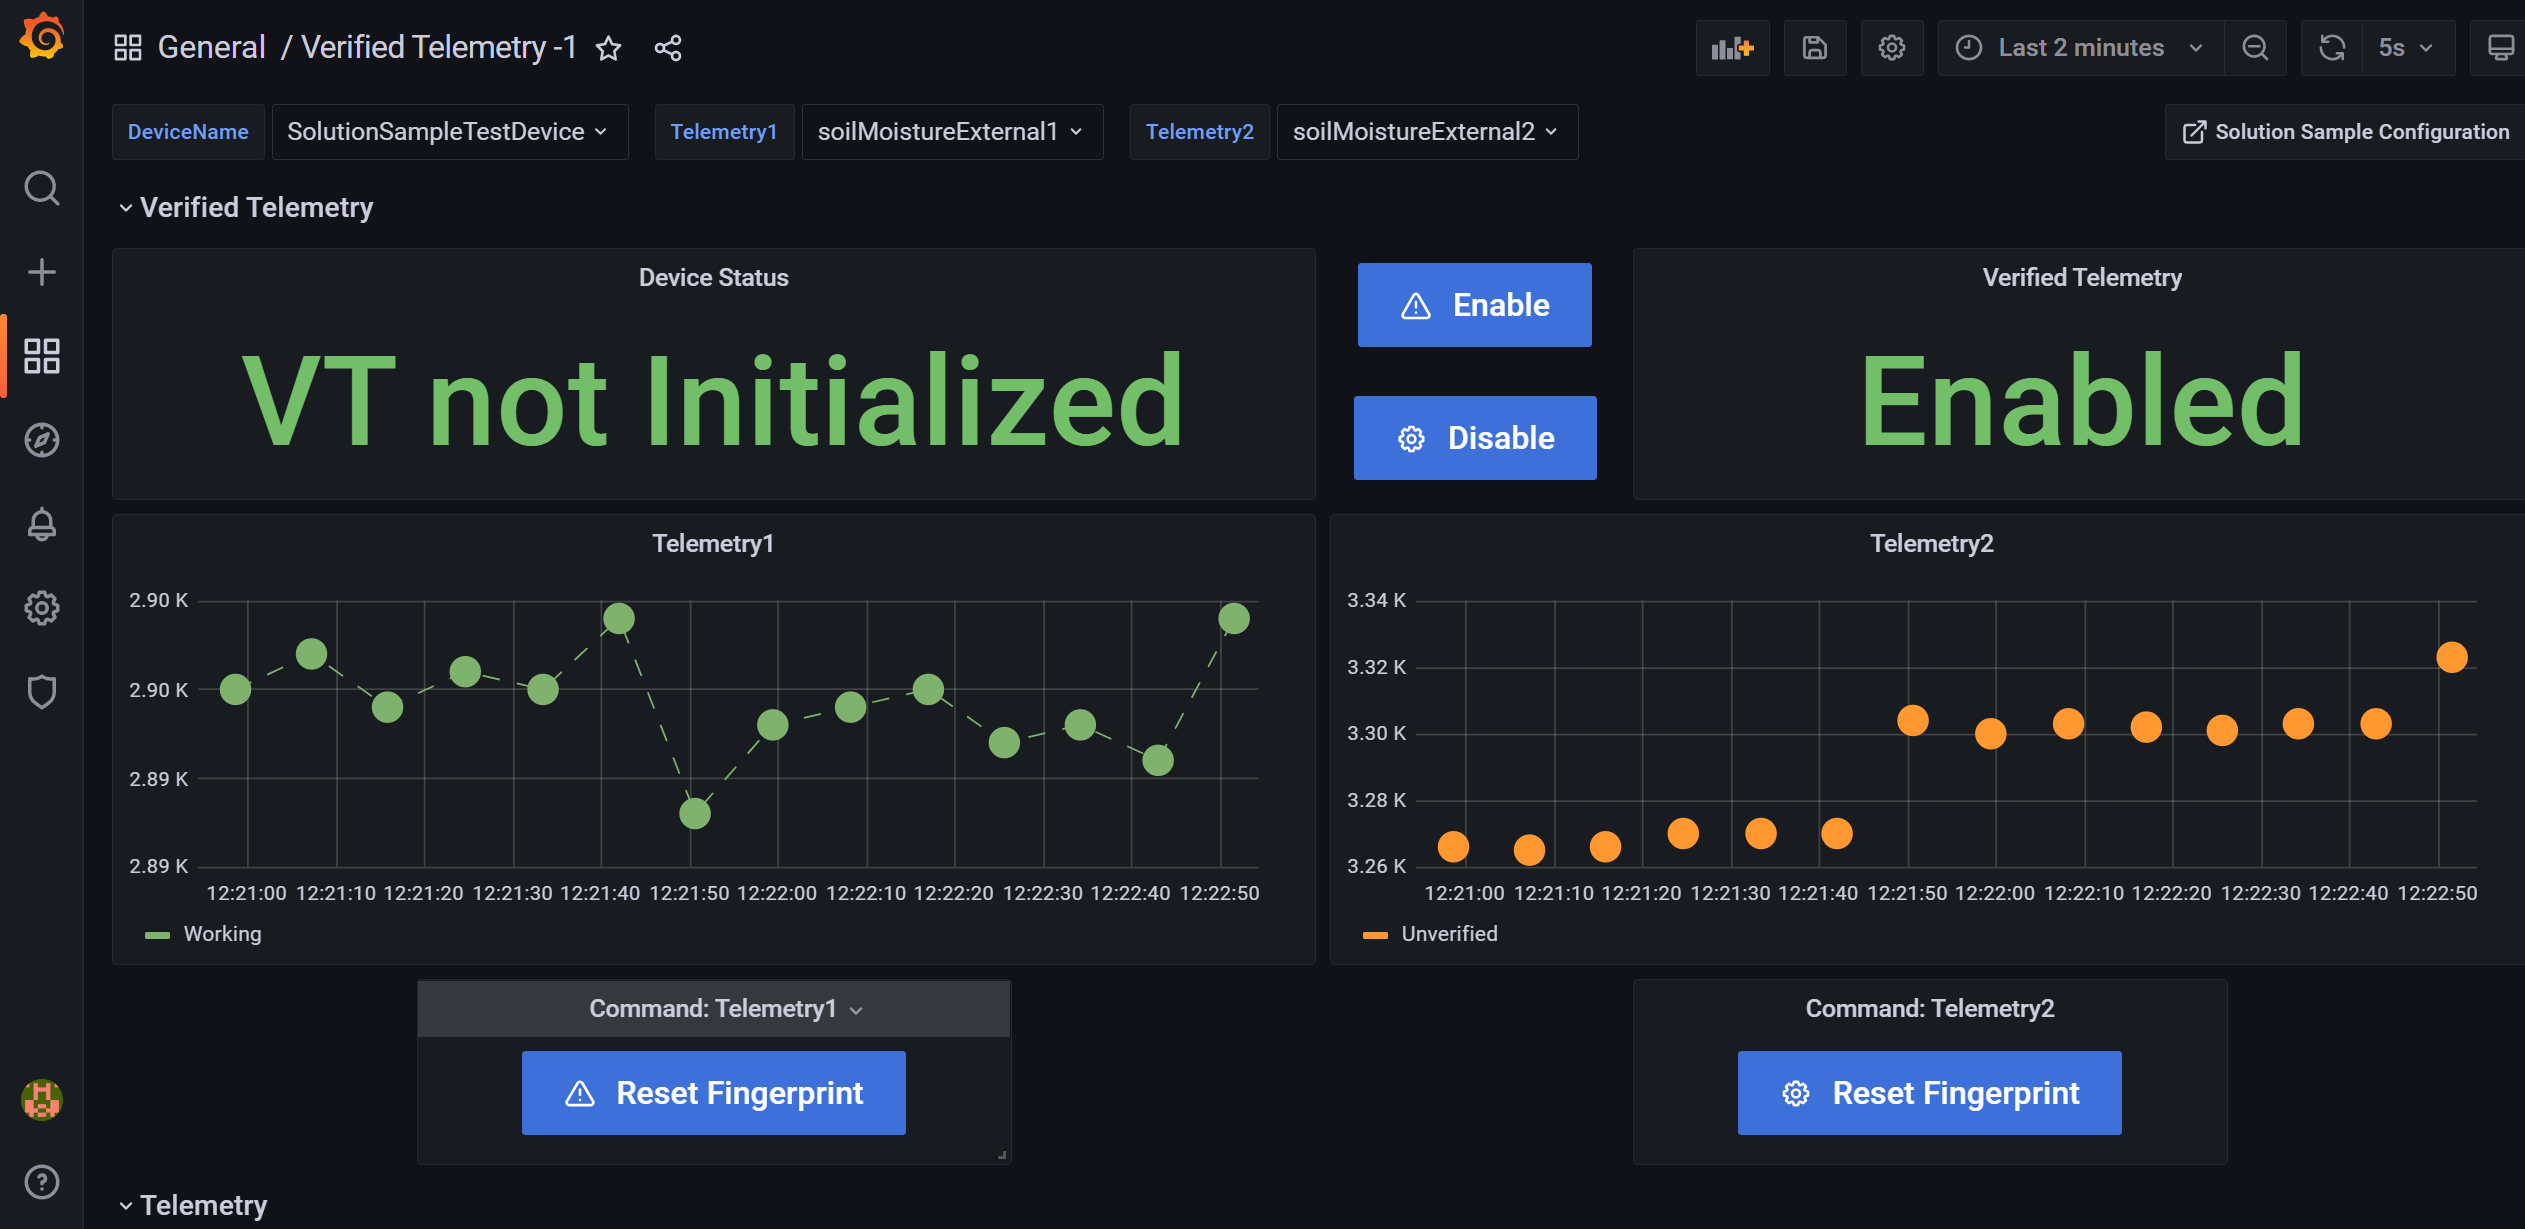 General / Verified Telemetry -1
Last 2 minutes
5s
DeviceName
SolutionSampleTestDevice
Telemetry1
soilMoistureExternal1
Telemetry2
soilMoistureExternal2
Solution Sample Configuration
Verified Telemetry
Device Status
VT not Initialized
Enable
Disable
Verified Telemetry
Enabled
Telemetry1
2.90 K
2.90 K
2.89 K
2.89 K
12:21:00 12:21:10 12:21:20 12:21:30 12:21:40 12:21:50 12:22:00 12:22:10 12:22:20 12:22:30 12:22:40 12:22:50
Working
Telemetry2
3.34 K
3.32 K
3.30 K
3.28 K
3.26 K
12:21:00 12:21:10 12:21:20 12:21:30 12:21:40 12:21:50 12:22:00 12:22:10 12:22:20 12:22:30 12:22:40 12:22:50
Unverified
Command: Telemetry1
Reset Fingerprint
Command: Telemetry2
Reset Fingerprint
Telemetry